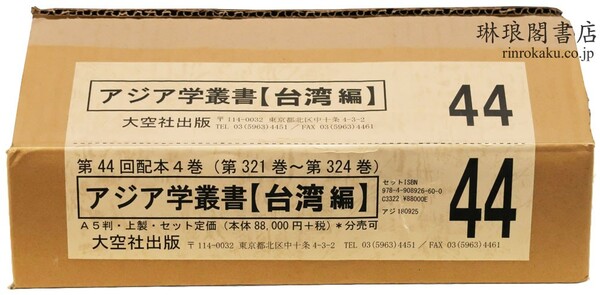 琳琅閣書店
rinrokaku.co.jp
アジア学叢書【台湾編】
44
大空社出版 〒114-0032 東京都北区中十条4-3-2
TEL 03(5963)4451／FAX 03(5963)4461
第44回配本4巻（第321巻～第324巻）
アジア学叢書【台湾編】
44
セットISBN
978-4-908926-60-0
C3322 ¥88000E
アジ180925
A5判・上製・セット定価（本体88,000円+税）＊分売可
大空社出版 〒114-0032 東京都北区中十条4-3-2 TEL 03(5963)4451／FAX 03(5963)4461